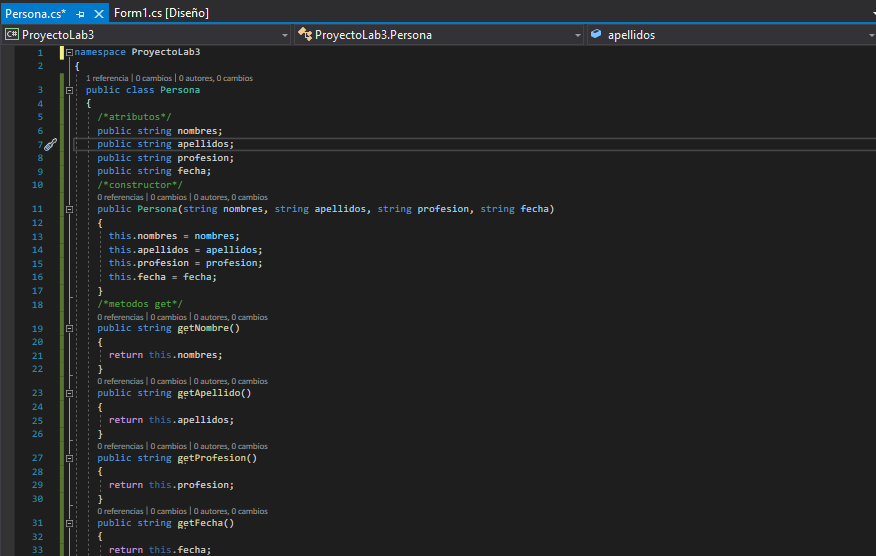 Persona.cs* Form1.cs [Diseño]
C# ProyectoLab3 ProyectoLab3.Persona apellidos
1 namespace ProyectoLab3
2 {
1 referencia | 0 cambios | 0 autores, 0 cambios
3 public class Persona
4 {
5 /*atributos*/
6 public string nombres;
7 public string apellidos;
8 public string profesion;
9 public string fecha;
10 /*constructor*/
0 referencias | 0 cambios | 0 autores, 0 cambios
11 public Persona(string nombres, string apellidos, string profesion, string fecha)
12 {
13 this.nombres = nombres;
14 this.apellidos = apellidos;
15 this.profesion = profesion;
16 this.fecha = fecha;
17 }
18 /*metodos get*/
0 referencias | 0 cambios | 0 autores, 0 cambios
19 public string getNombre()
20 {
21 return this.nombres;
22 }
0 referencias | 0 cambios | 0 autores, 0 cambios
23 public string getApellido()
24 {
25 return this.apellidos;
26 }
0 referencias | 0 cambios | 0 autores, 0 cambios
27 public string getProfesion()
28 {
29 return this.profesion;
30 }
0 referencias | 0 cambios | 0 autores, 0 cambios
31 public string getFecha()
32 {
33 return this.fecha;